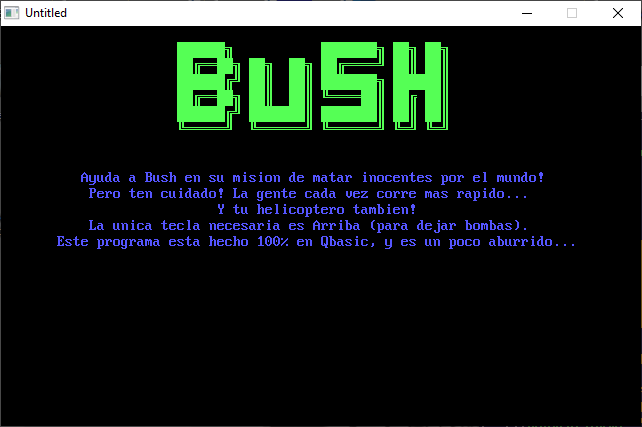 Untitled
BuSH
Ayuda a Bush en su mision de matar inocentes por el mundo!
Pero ten cuidado! La gente cada vez corre mas rapido...
Y tu helicoptero tambien!
La unica tecla necesaria es Arriba (para dejar bombas).
Este programa esta hecho 100% en Qbasic, y es un poco aburrido...